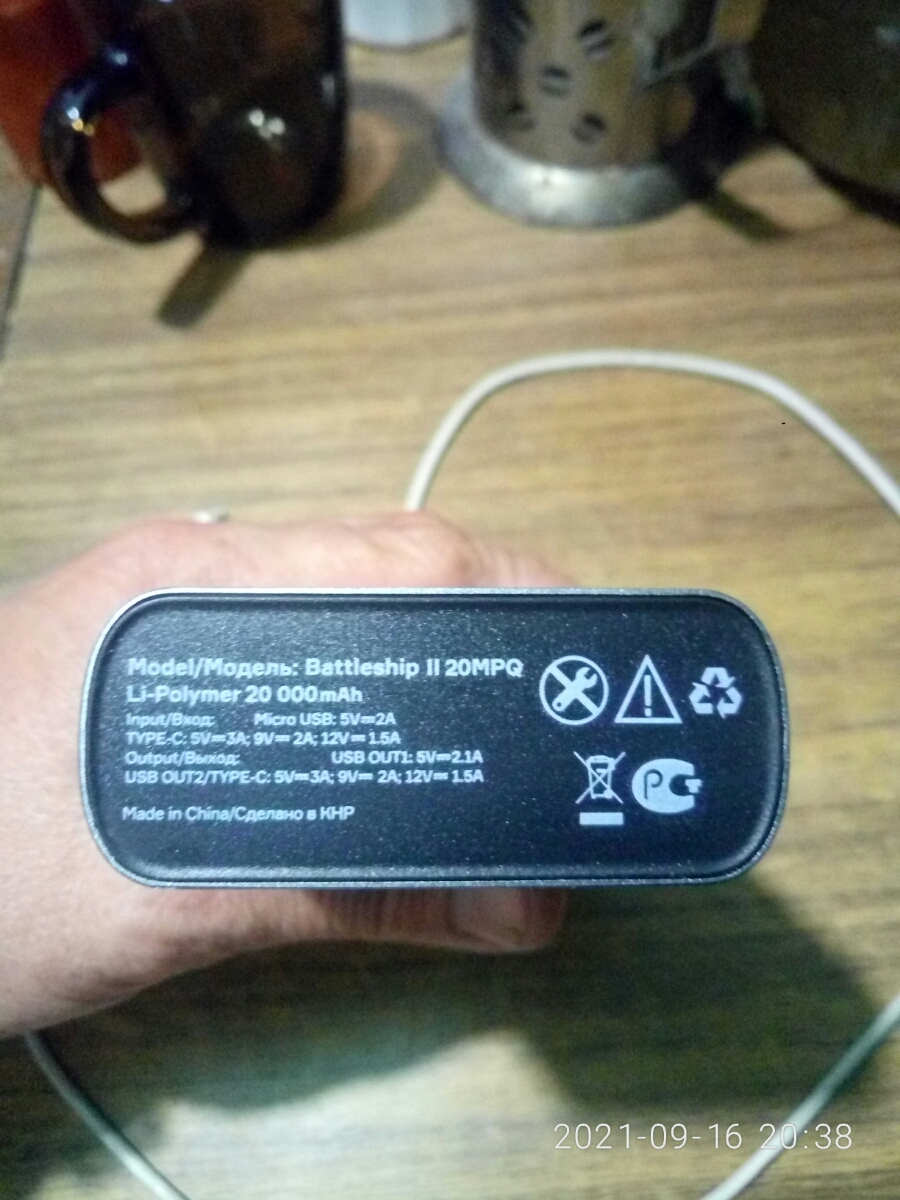 Model/Модель: Battleship II 20MPQ
Li-Polymer 20 000mAh
Input/Вход: Micro USB: 5V⎓2A
TYPE-C: 5V⎓3A; 9V⎓ 2A; 12V⎓ 1.5A
Output/Выход: USB OUT1: 5V⎓2.1A
USB OUT2/TYPE-C: 5V⎓3A; 9V⎓ 2A; 12V⎓ 1.5A
Made in China/Сделано в КНР
2021-09-16 20:38